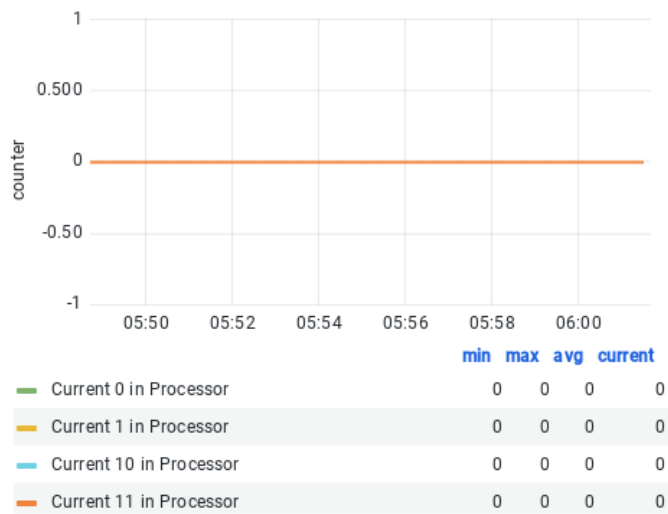 1
0.500
0
-0.50
-1
counter
05:50 05:52 05:54 05:56 05:58 06:00
min max avg current
Current 0 in Processor 0 0 0 0
Current 1 in Processor 0 0 0 0
Current 10 in Processor 0 0 0 0
Current 11 in Processor 0 0 0 0